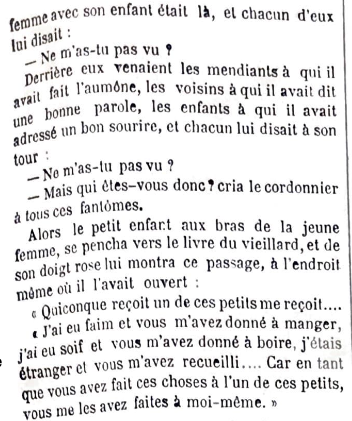 femme avec son enfant était là, et chacun d'eux
lui disait :
— Ne m'as-tu pas vu ?
Derrière eux venaient les mendiants à qui il
avait fait l'aumône, les voisins à qui il avait dit
une bonne parole, les enfants à qui il avait
adressé un bon sourire, et chacun lui disait à son
tour :
— Ne m'as-tu pas vu ?
— Mais qui êtes-vous donc? cria le cordonnier
à tous ces fantômes.
Alors le petit enfant aux bras de la jeune
femme, se pencha vers le livre du vieillard, et de
son doigt rose lui montra ce passage, à l'endroit
même où il l'avait ouvert :
« Quiconque reçoit un de ces petits me reçoit....
« J'ai eu faim et vous m'avez donné à manger,
j'ai eu soif et vous m'avez donné à boire, j'étais
étranger et vous m'avez recueilli.... Car en tant
que vous avez fait ces choses à l'un de ces petits,
vous me les avez faites à moi-même. »